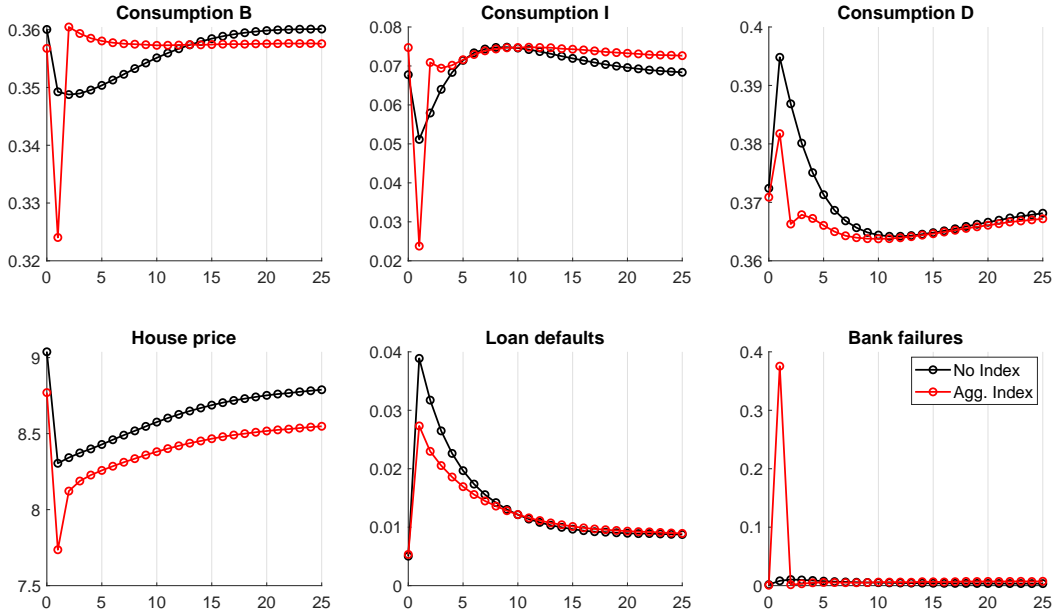 Consumption B
0.36
0.35
0.34
0.33
0.32
0 5 10 15 20 25
Consumption I
0.08
0.07
0.06
0.05
0.04
0.03
0.02
0 5 10 15 20 25
Consumption D
0.4
0.39
0.38
0.37
0.36
0 5 10 15 20 25
House price
9
8.5
8
7.5
0 5 10 15 20 25
Loan defaults
0.04
0.03
0.02
0.01
0
0 5 10 15 20 25
Bank failures
0.4
0.3
0.2
0.1
0
0 5 10 15 20 25
No Index
Agg. Index